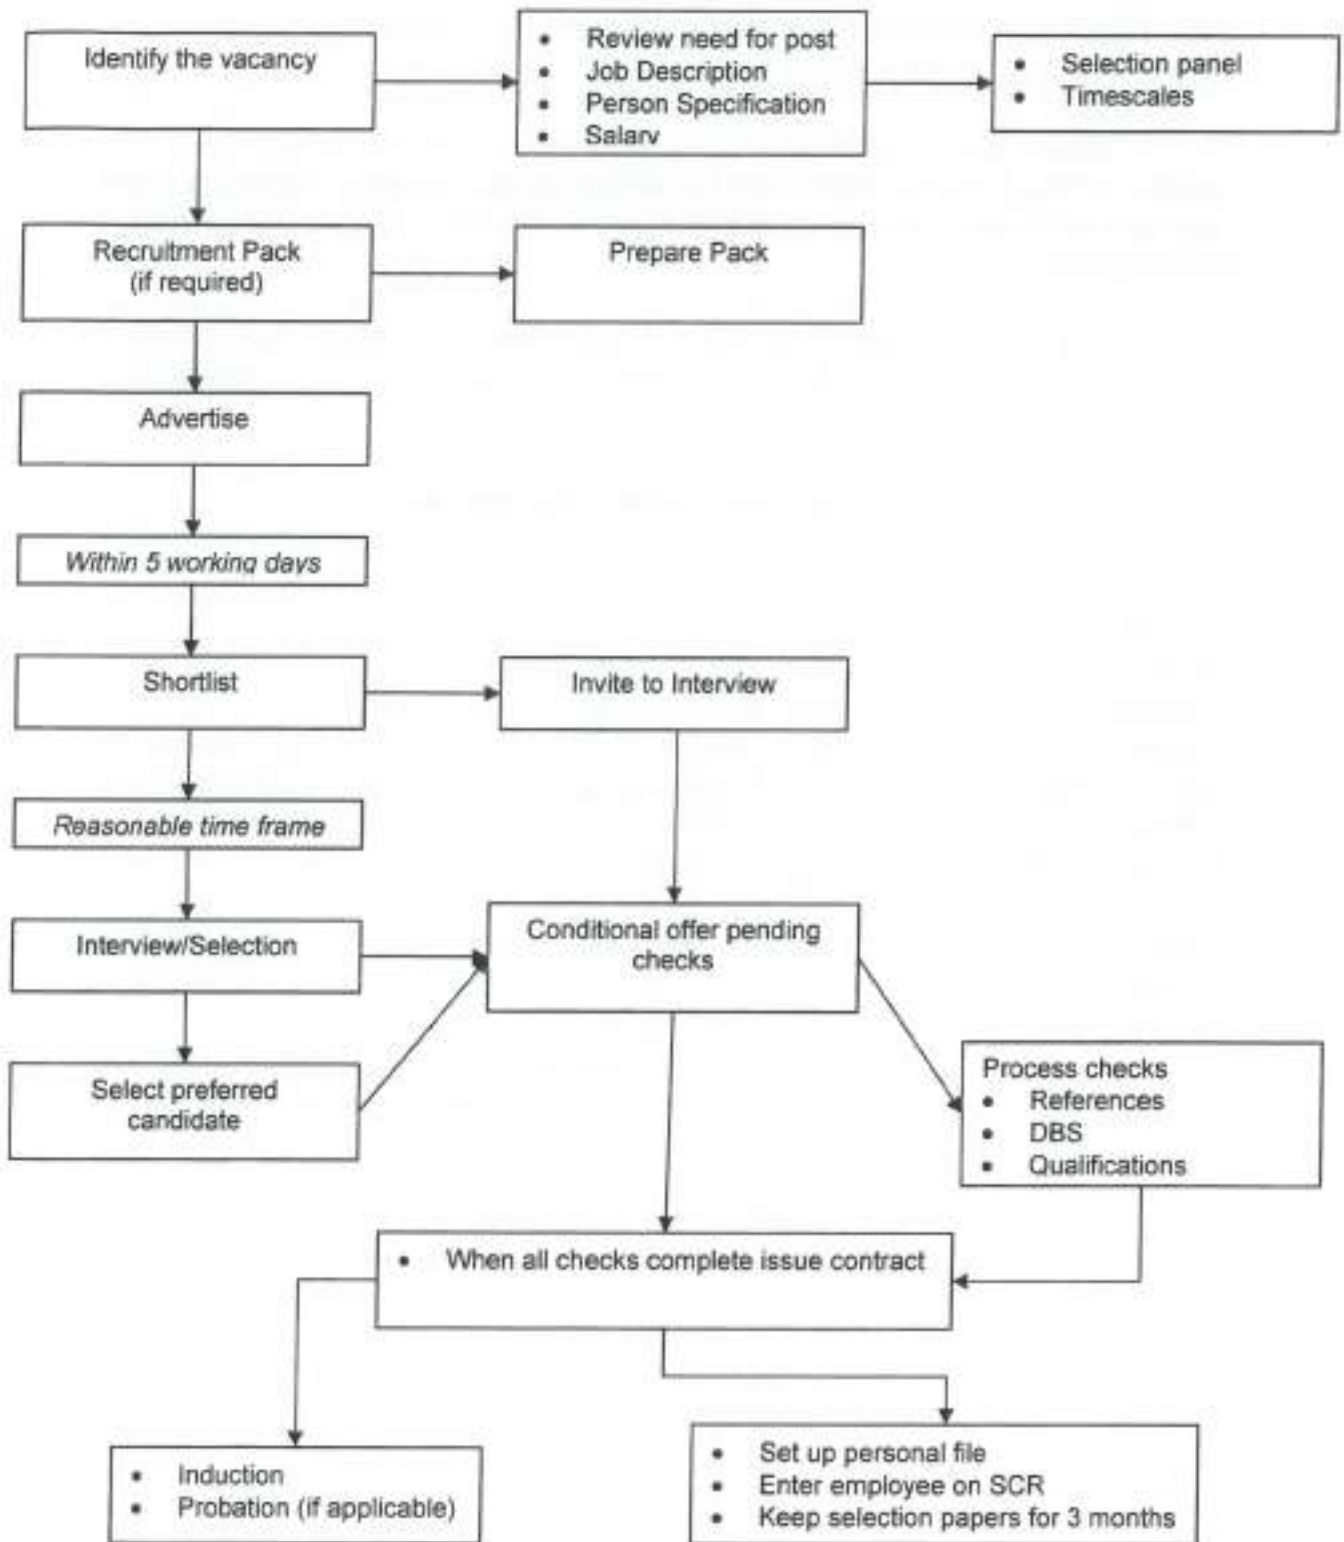 Identify the vacancy
• Review need for post
• Job Description
• Person Specification
• Salary
• Selection panel
• Timescales
Recruitment Pack
(if required)
Prepare Pack
Advertise
Within 5 working days
Shortlist
Invite to Interview
Reasonable time frame
Interview/Selection
Conditional offer pending
checks
Select preferred
candidate
Process checks
• References
• DBS
• Qualifications
• When all checks complete issue contract
• Induction
• Probation (if applicable)
• Set up personal file
• Enter employee on SCR
• Keep selection papers for 3 months